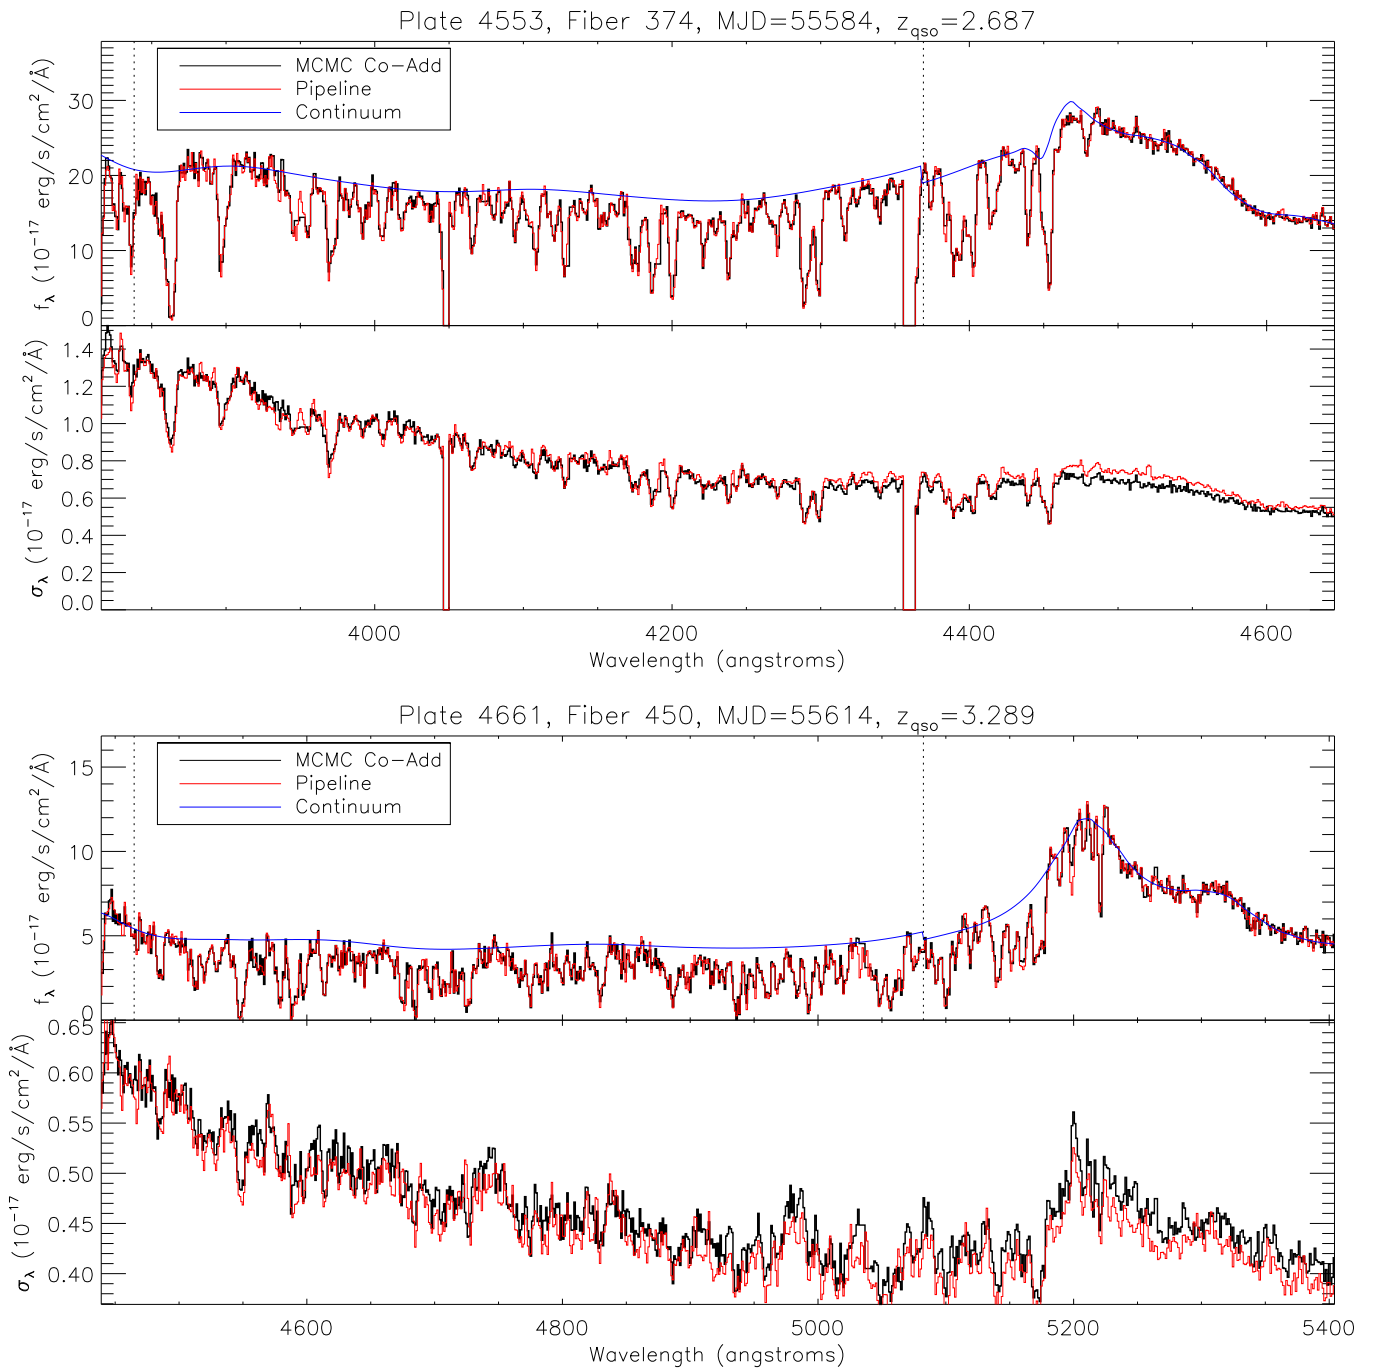 Plate 4553, Fiber 374, MJD=55584, z_qso=2.687
MCMC Co-Add
Pipeline
Continuum
f_λ (10^−17 erg/s/cm^2/Å)
30
20
10
0
σ_λ (10^−17 erg/s/cm^2/Å)
1.4
1.2
1.0
0.8
0.6
0.4
0.2
0.0
4000 4200 4400 4600
Wavelength (angstroms)
Plate 4661, Fiber 450, MJD=55614, z_qso=3.289
MCMC Co-Add
Pipeline
Continuum
f_λ (10^−17 erg/s/cm^2/Å)
15
10
5
0
σ_λ (10^−17 erg/s/cm^2/Å)
0.65
0.60
0.55
0.50
0.45
0.40
4600 4800 5000 5200 5400
Wavelength (angstroms)